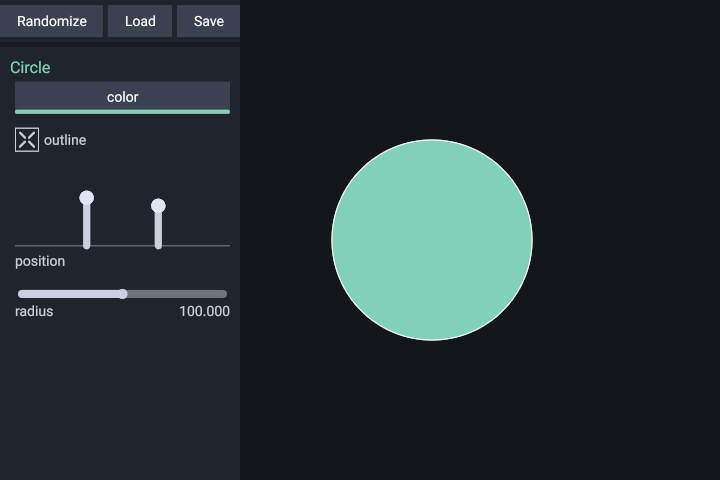 Randomize Load Save
Circle
color
outline
position
radius 100.000